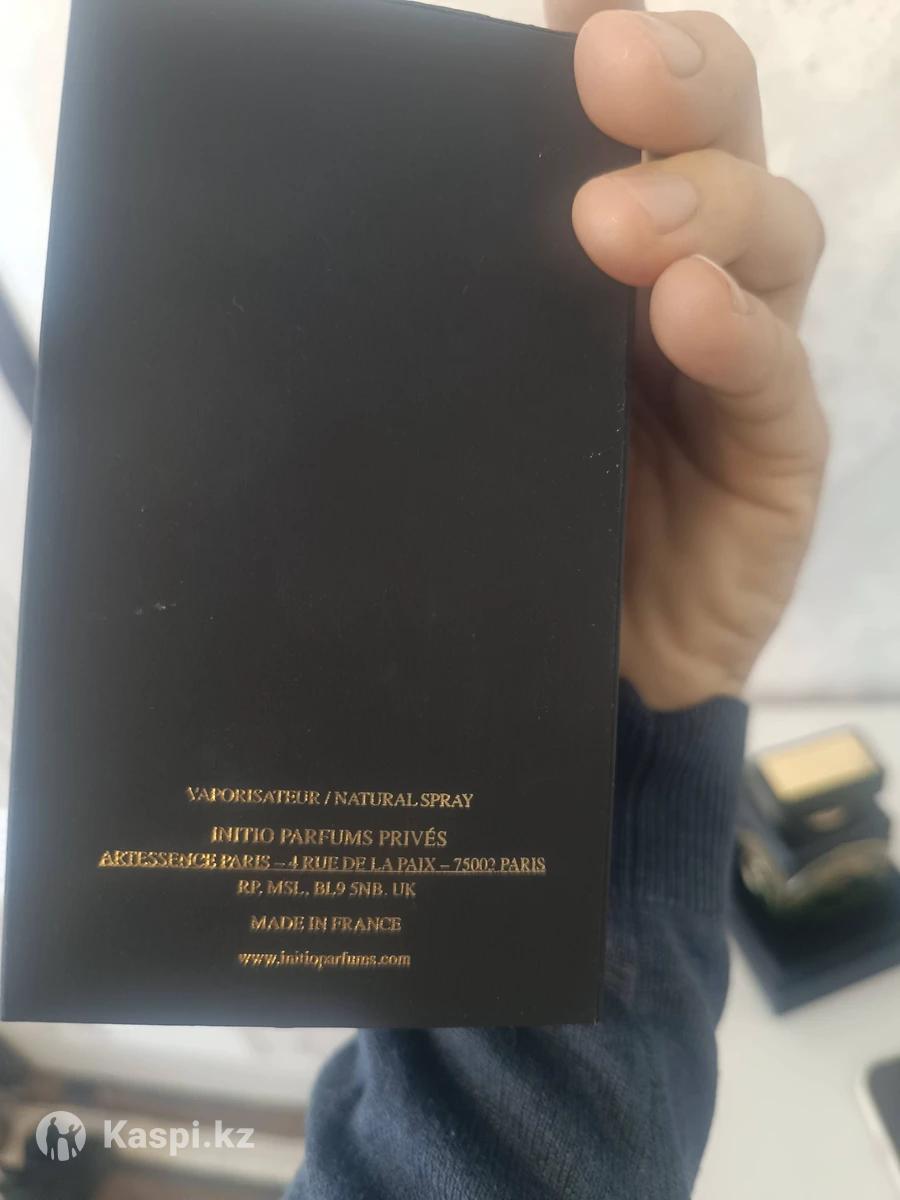 VAPORISATEUR / NATURAL SPRAY
INITIO PARFUMS PRIVÉS
ARTESSENCE PARIS – 4 RUE DE LA PAIX – 75002 PARIS
RP. MSL, BL9 5NB. UK
MADE IN FRANCE
www.initioparfums.com
Kaspi.kz